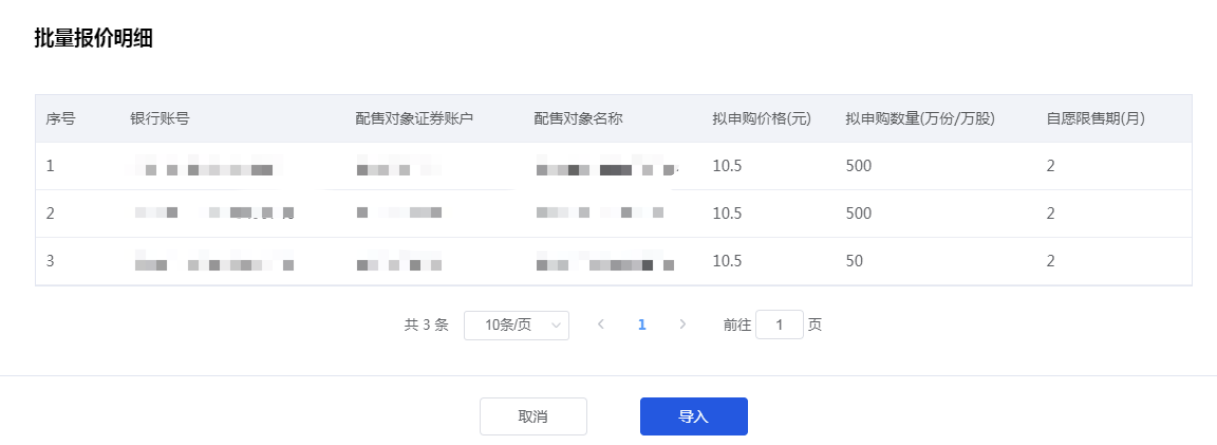 批量报价明细
序号 银行账号 配售对象证券账户 配售对象名称 拟申购价格(元) 拟申购数量(万份/万股) 自愿限售期(月)
1 10.5 500 2
2 10.5 500 2
3 10.5 50 2
共 3 条 10条/页 1 前往 1 页
取消 导入